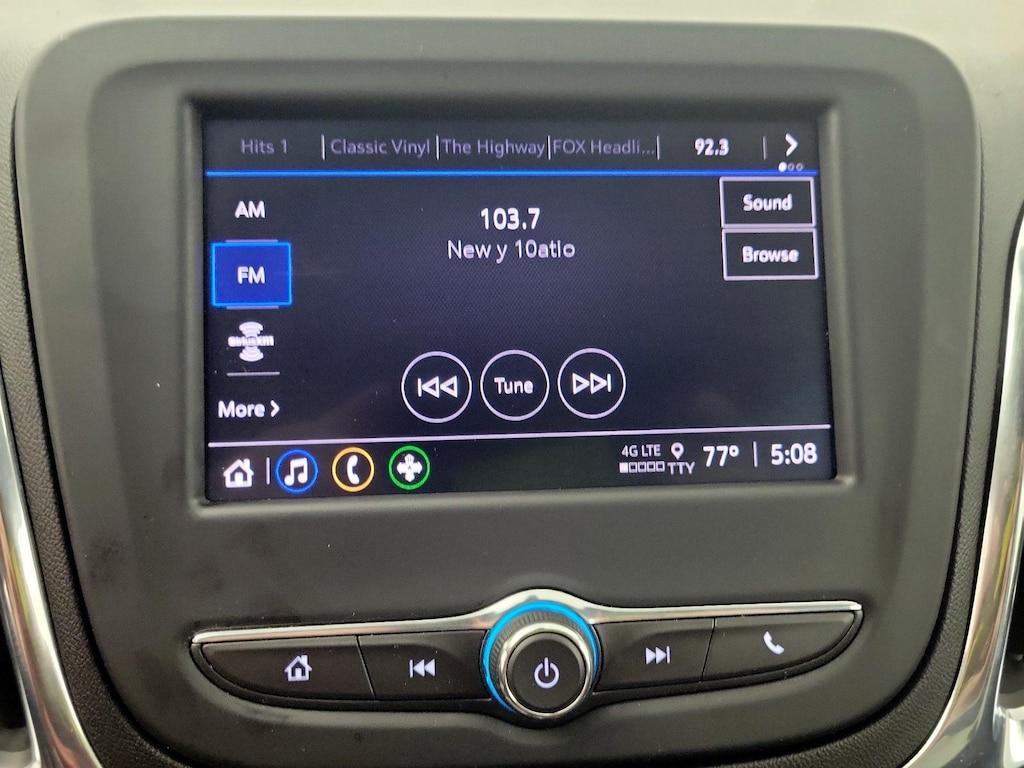 Hits 1 Classic Vinyl The Highway FOX Headli... 92.3
AM
103.7
Sound
New y 10atlo
Browse
FM
SiriusXM
Tune
More
4G LTE 77° 5:08
TTY